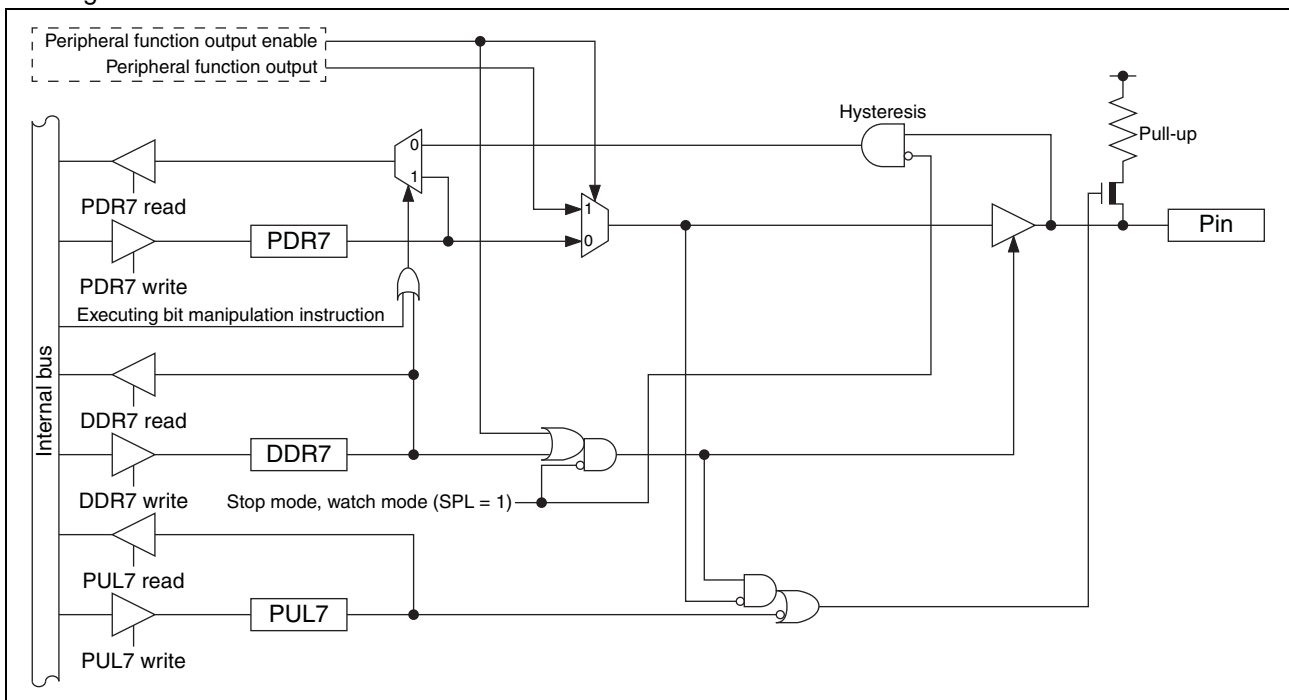 Peripheral function output enable
Peripheral function output
Hysteresis
Pull-up
0
1
PDR7 read
1
PDR7
0
Pin
PDR7 write
Executing bit manipulation instruction
Internal bus
DDR7 read
DDR7
DDR7 write
Stop mode, watch mode (SPL = 1)
PUL7 read
PUL7
PUL7 write